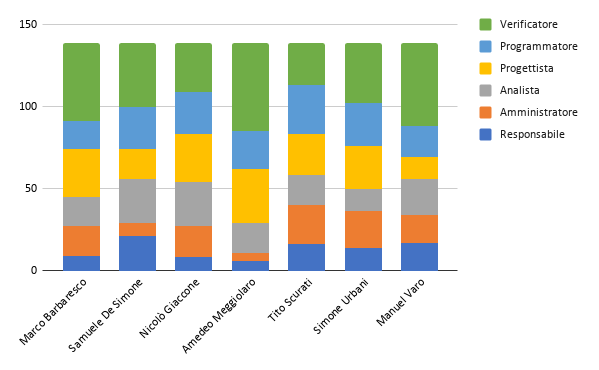 150
100
50
0
Marco Barbaresco
Samuele De Simone
Nicolò Giaccone
Amedeo Meggiolaro
Tito Scurati
Simone Urbani
Manuel Varo
Verificatore
Programmatore
Progettista
Analista
Amministratore
Responsabile